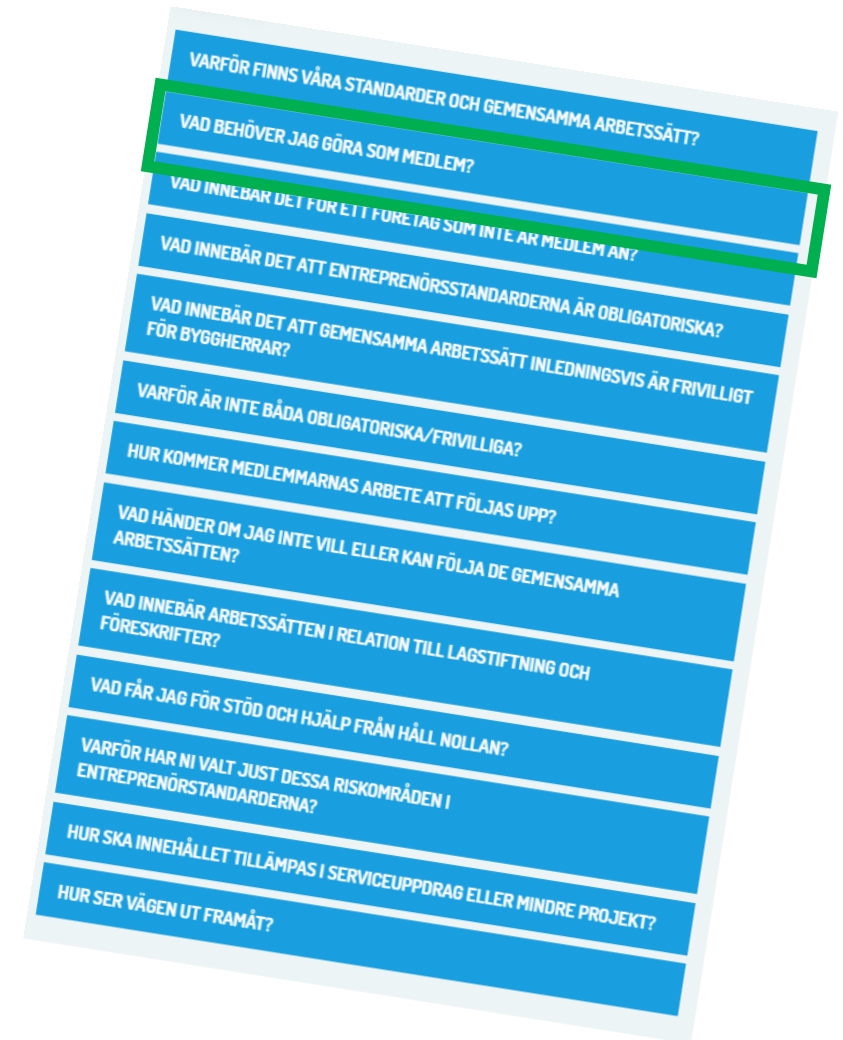 VARFÖR FINNS VÅRA STANDARDER OCH GEMENSAMMA ARBETSSÄTT?
VAD BEHÖVER JAG GÖRA SOM MEDLEM?
VAD INNEBÄR DET FÖR ETT FÖRETAG SOM INTE ÄR MEDLEM ÄN?
VAD INNEBÄR DET ATT ENTREPRENÖRSSTANDARDERNA ÄR OBLIGATORISKA?
VAD INNEBÄR DET ATT GEMENSAMMA ARBETSSÄTT INLEDNINGSVIS ÄR FRIVILLIGT
FÖR BYGGHERRAR?
VARFÖR ÄR INTE BÅDA OBLIGATORISKA/FRIVILLIGA?
HUR KOMMER MEDLEMMARNAS ARBETE ATT FÖLJAS UPP?
VAD HÄNDER OM JAG INTE VILL ELLER KAN FÖLJA DE GEMENSAMMA
ARBETSSÄTTEN?
VAD INNEBÄR ARBETSSÄTTEN I RELATION TILL LAGSTIFTNING OCH
FÖRESKRIFTER?
VAD FÅR JAG FÖR STÖD OCH HJÄLP FRÅN HÅLL NOLLAN?
VARFÖR HAR NI VALT JUST DESSA RISKOMRÅDEN I
ENTREPRENÖRSTANDARDERNA?
HUR SKA INNEHÅLLET TILLÄMPAS I SERVICEUPPDRAG ELLER MINDRE PROJEKT?
HUR SER VÄGEN UT FRAMÅT?